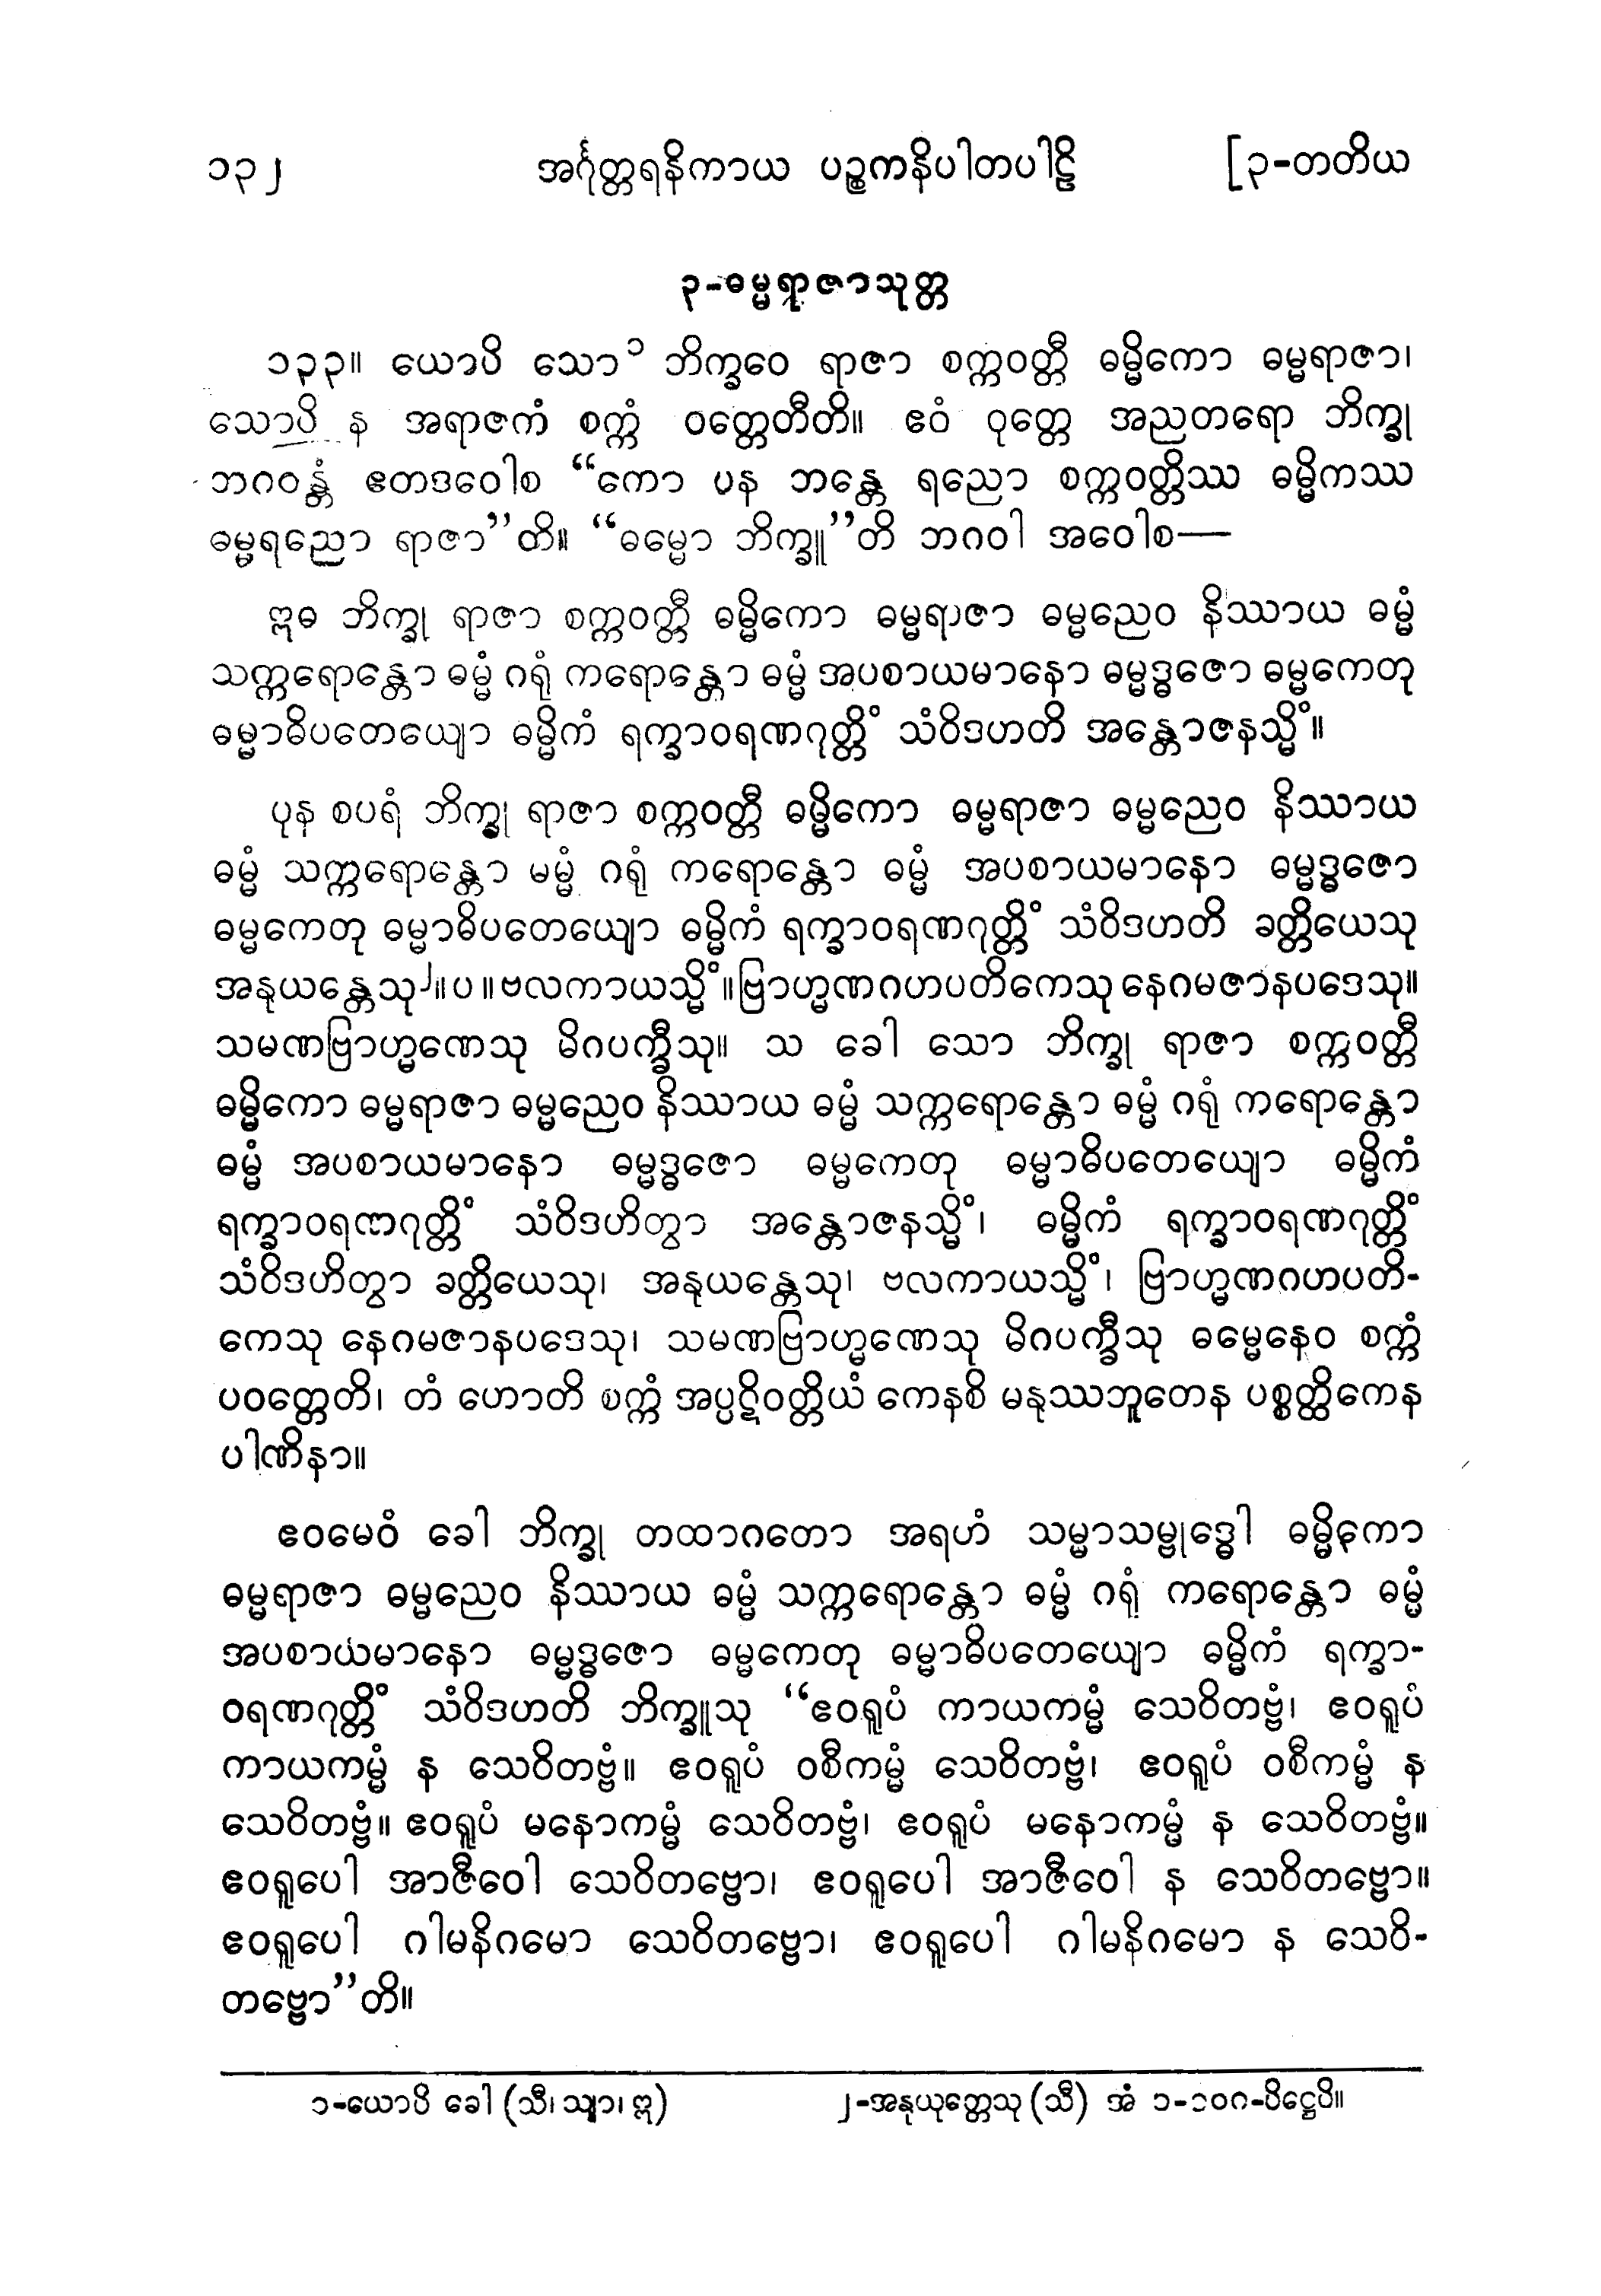 ၁၃၂ အင်္ဂုတ္တရနိကာယ ပဉ္စကနိပါတပါဠိ [၃-တတိယ
၃-ဓမ္မရာဇာသုတ္တ
၁၃၃။ ယောပိ သော၁ ဘိက္ခဝေ ရာဇာ စက္ကဝတ္တီ ဓမ္မိကော ဓမ္မရာဇာ၊
သောပိ န အရာဇကံ စက္ကံ ဝတ္တေတီတိ။ ဧဝံ ဝုတ္တေ အညတရော ဘိက္ခု
ဘဂဝန္တံ ဧတဒဝေါစ “ကော ပန ဘန္တေ ရညော စက္ကဝတ္တိဿ ဓမ္မိကဿ
ဓမ္မရညော ရာဇာ”တိ။ “ဓမ္မော ဘိက္ခူ”တိ ဘဂဝါ အဝေါစ—
ဣဓ ဘိက္ခု ရာဇာ စက္ကဝတ္တီ ဓမ္မိကော ဓမ္မရာဇာ ဓမ္မညေဝ နိဿာယ ဓမ္မံ
သက္ကရောန္တော ဓမ္မံ ဂရုံ ကရောန္တော ဓမ္မံ အပစာယမာနော ဓမ္မဒ္ဓဇော ဓမ္မကေတု
ဓမ္မာဓိပတေယျော ဓမ္မိကံ ရက္ခာဝရဏဂုတ္တိံ သံဝိဒဟတိ အန္တောဇနသ္မိံ။
ပုန စပရံ ဘိက္ခု ရာဇာ စက္ကဝတ္တီ ဓမ္မိကော ဓမ္မရာဇာ ဓမ္မညေဝ နိဿာယ
ဓမ္မံ သက္ကရောန္တော မမ္မံ ဂရုံ ကရောန္တော ဓမ္မံ အပစာယမာနော ဓမ္မဒ္ဓဇော
ဓမ္မကေတု ဓမ္မာဓိပတေယျော ဓမ္မိကံ ရက္ခာဝရဏဂုတ္တိံ သံဝိဒဟတိ ခတ္တိယေသု
အနုယန္တေသု၂။ပ။ဗလကာယသ္မိံ။ဗြာဟ္မဏဂဟပတိကေသု နေဂမဇာနပဒေသု။
သမဏဗြာဟ္မဏေသု မိဂပက္ခီသု။ သ ခေါ သော ဘိက္ခု ရာဇာ စက္ကဝတ္တီ
ဓမ္မိကော ဓမ္မရာဇာ ဓမ္မညေဝ နိဿာယ ဓမ္မံ သက္ကရောန္တော ဓမ္မံ ဂရုံ ကရောန္တော
ဓမ္မံ အပစာယမာနော ဓမ္မဒ္ဓဇော ဓမ္မကေတု ဓမ္မာဓိပတေယျော ဓမ္မိကံ
ရက္ခာဝရဏဂုတ္တိံ သံဝိဒဟိတွာ အန္တောဇနသ္မိံ၊ ဓမ္မိကံ ရက္ခာဝရဏဂုတ္တိံ
သံဝိဒဟိတွာ ခတ္တိယေသု၊ အနုယန္တေသု၊ ဗလကာယသ္မိံ၊ ဗြာဟ္မဏဂဟပတိ-
ကေသု နေဂမဇာနပဒေသု၊ သမဏဗြာဟ္မဏေသု မိဂပက္ခီသု ဓမ္မေနေဝ စက္ကံ
ပဝတ္တေတိ၊ တံ ဟောတိ စက္ကံ အပ္ပဋိဝတ္တိယံ ကေနစိ မနုဿဘူတေန ပစ္စတ္ထိကေန
ပါဏိနာ။
ဧဝမေဝံ ခေါ ဘိက္ခု တထာဂတော အရဟံ သမ္မာသမ္ဗုဒ္ဓေါ ဓမ္မိကော
ဓမ္မရာဇာ ဓမ္မညေဝ နိဿာယ ဓမ္မံ သက္ကရောန္တော ဓမ္မံ ဂရုံ ကရောန္တော ဓမ္မံ
အပစာယမာနော ဓမ္မဒ္ဓဇော ဓမ္မကေတု ဓမ္မာဓိပတေယျော ဓမ္မိကံ ရက္ခာ-
ဝရဏဂုတ္တိံ သံဝိဒဟတိ ဘိက္ခူသု “ဧဝရူပံ ကာယကမ္မံ သေဝိတဗ္ဗံ၊ ဧဝရူပံ
ကာယကမ္မံ န သေဝိတဗ္ဗံ။ ဧဝရူပံ ဝစီကမ္မံ သေဝိတဗ္ဗံ၊ ဧဝရူပံ ဝစီကမ္မံ န
သေဝိတဗ္ဗံ။ ဧဝရူပံ မနောကမ္မံ သေဝိတဗ္ဗံ၊ ဧဝရူပံ မနောကမ္မံ န သေဝိတဗ္ဗံ။
ဧဝရူပေါ အာဇီဝေါ သေဝိတဗ္ဗော၊ ဧဝရူပေါ အာဇီဝေါ န သေဝိတဗ္ဗော။
ဧဝရူပေါ ဂါမနိဂမော သေဝိတဗ္ဗော၊ ဧဝရူပေါ ဂါမနိဂမော န သေဝိ-
တဗ္ဗော”တိ။
၁-ယောပိ ခေါ (သီ၊ သျာ၊ ဣ) ၂-အနုယုတ္တေသု (သီ) အံ ၁-၁၀ဂ-ပိဋ္ဌေပိ။